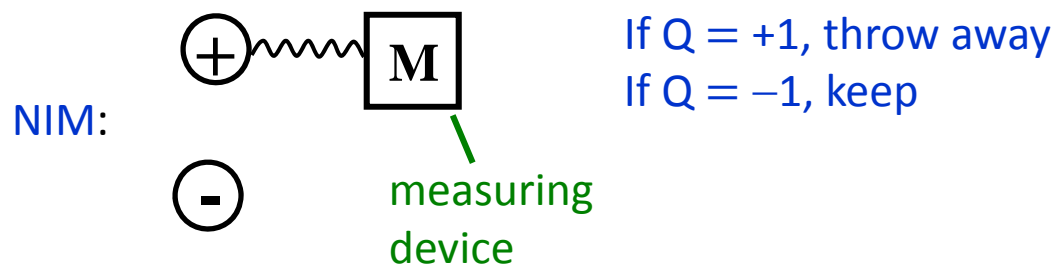 +
M
If Q = +1, throw away
If Q = −1, keep
NIM:
-
measuring
device